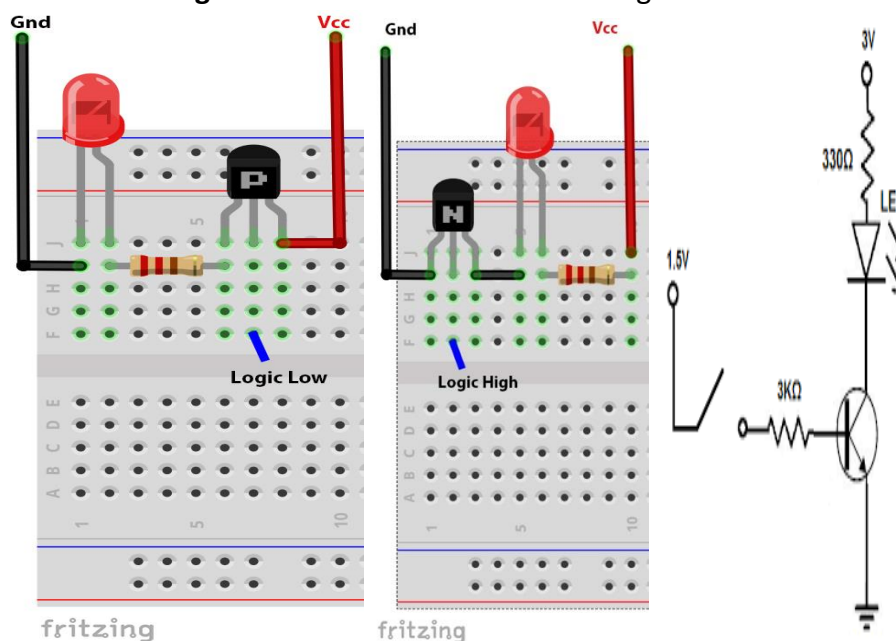 Gnd
Vcc
P
J
H
G
F
5
Logic Low
E
D
C
B
A
1
5
10
fritzing
Gnd
Vcc
N
J
H
G
F
Logic High
E
D
C
B
A
1
5
10
fritzing
3V
330Ω
LE
1.5V
3KΩ